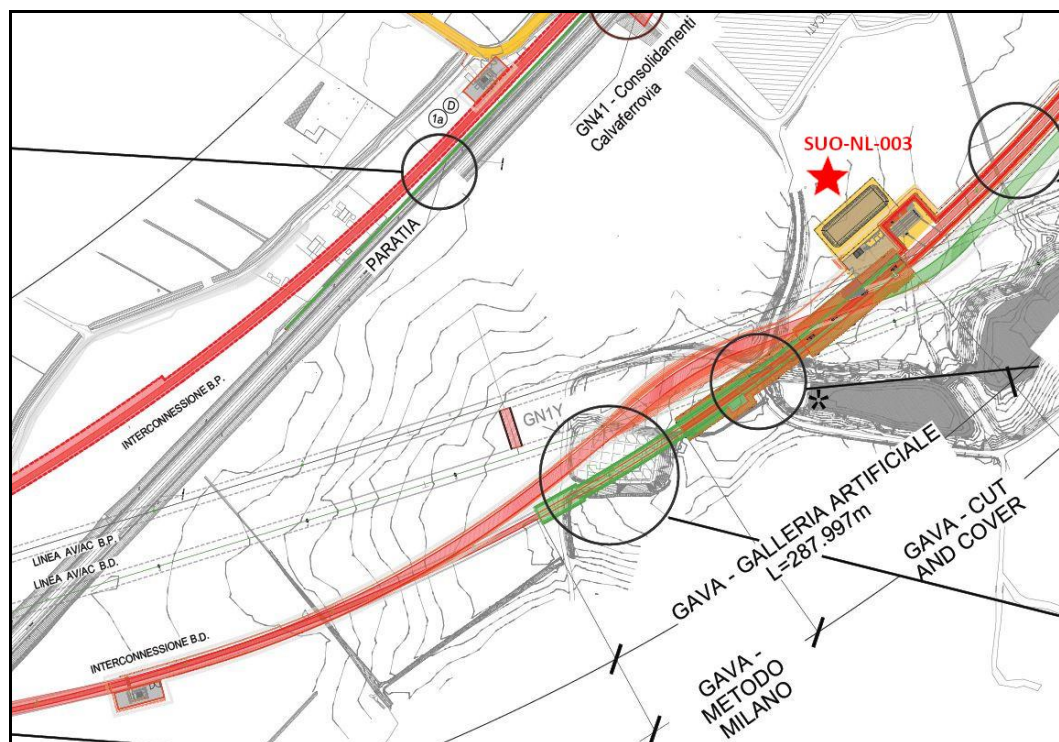 ICATI
GN41 - Consolidamenti
Calvaferrovia
D
1a
SUO-NL-003
PARATIA
INTERCONNESSIONE B.P.
GN1Y
*
LINEA AV/AC B.P.
LINEA AV/AC B.D.
GAVA - GALLERIA ARTIFICIALE
L=287,997m
GAVA - CUT
AND COVER
INTERCONNESSIONE B.D.
GAVA -
METODO
MILANO